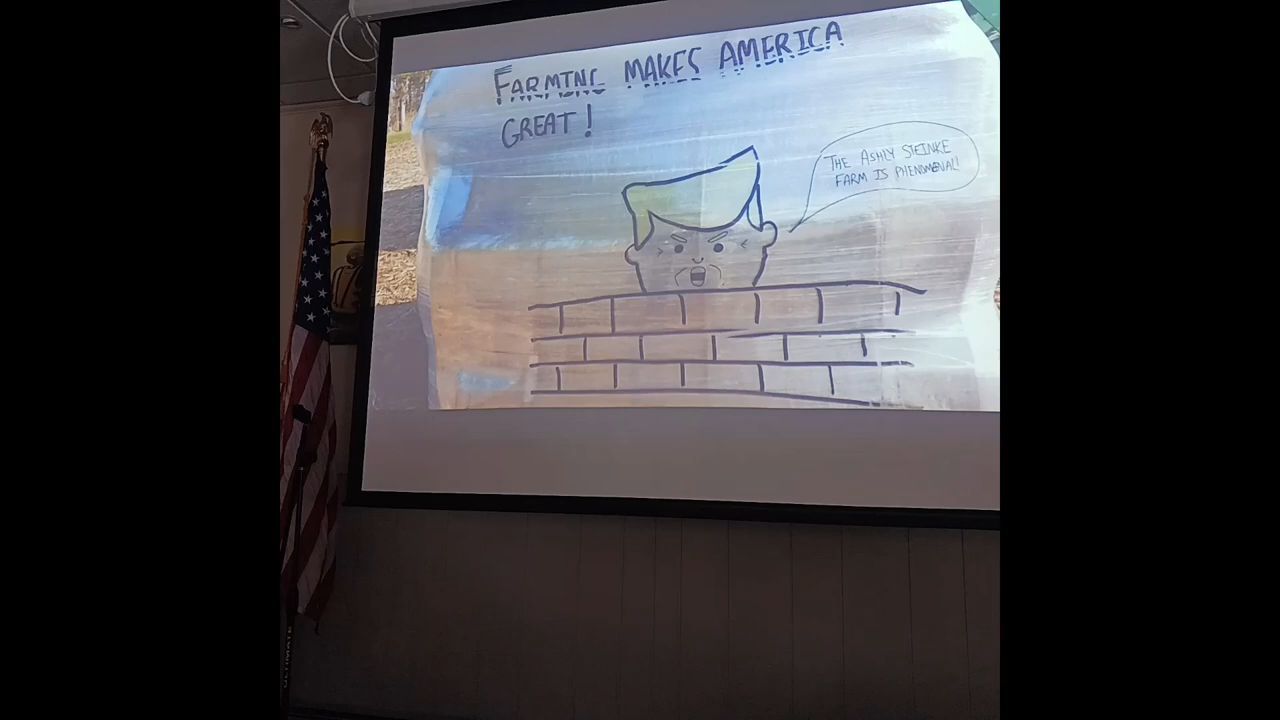 FARMING MAKES AMERICA
GREAT!
THE ASHLY STEINKE
FARM IS PHENOMENAL!